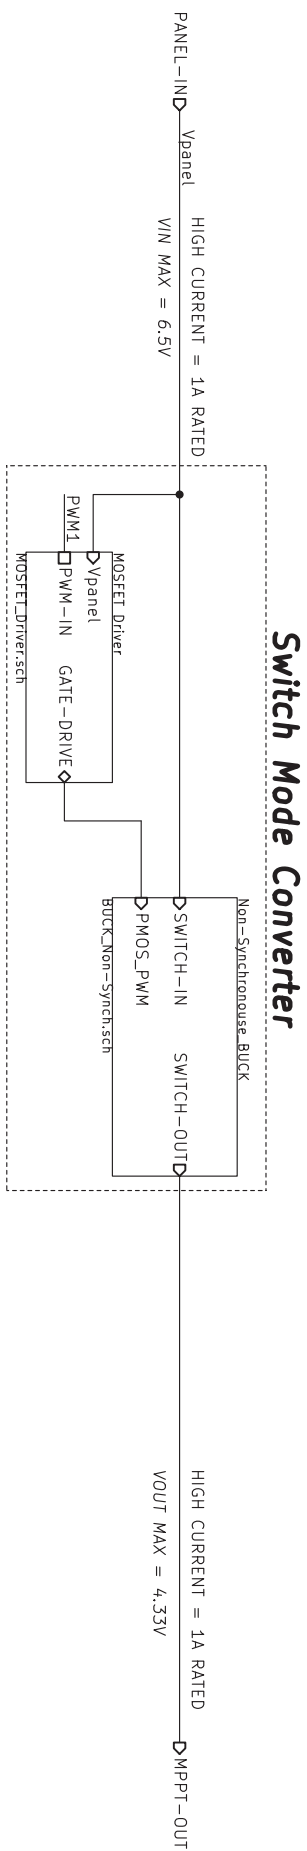 Switch Mode Converter
PANEL-IN
Vpanel
HIGH CURRENT = 1A RATED
VIN MAX = 6.5V
PWM1
MOSFET Driver
Vpanel
PWM-IN
GATE-DRIVE
MOSFET_Driver.sch
Non-Synchronouse_BUCK
SWITCH-IN
SWITCH-OUT
PMOS_PWM
BUCK_Non-Synch.sch
HIGH CURRENT = 1A RATED
VOUT MAX = 4.33V
MPPT-OUT